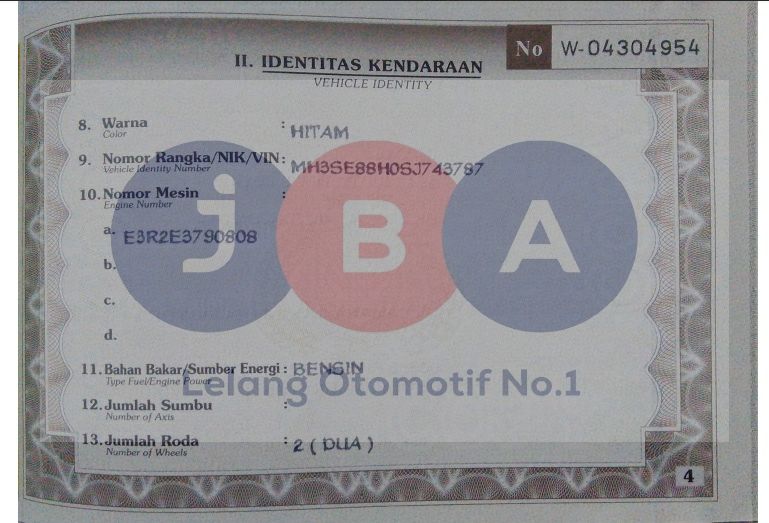 No W-04304954
II. IDENTITAS KENDARAAN
VEHICLE IDENTITY
8. Warna : HITAM
Color
9. Nomor Rangka/NIK/VIN : MH3SE88H0SJ743787
Vehicle Identity Number
10. Nomor Mesin :
Engine Number
a. E3R2E3790808
b.
c.
d.
jBA
11. Bahan Bakar/Sumber Energi : BENSIN
Type Fuel/Engine Power
Lelang Otomotif No.1
12. Jumlah Sumbu :
Number of Axis
13. Jumlah Roda : 2 ( DUA )
Number of Wheels
4